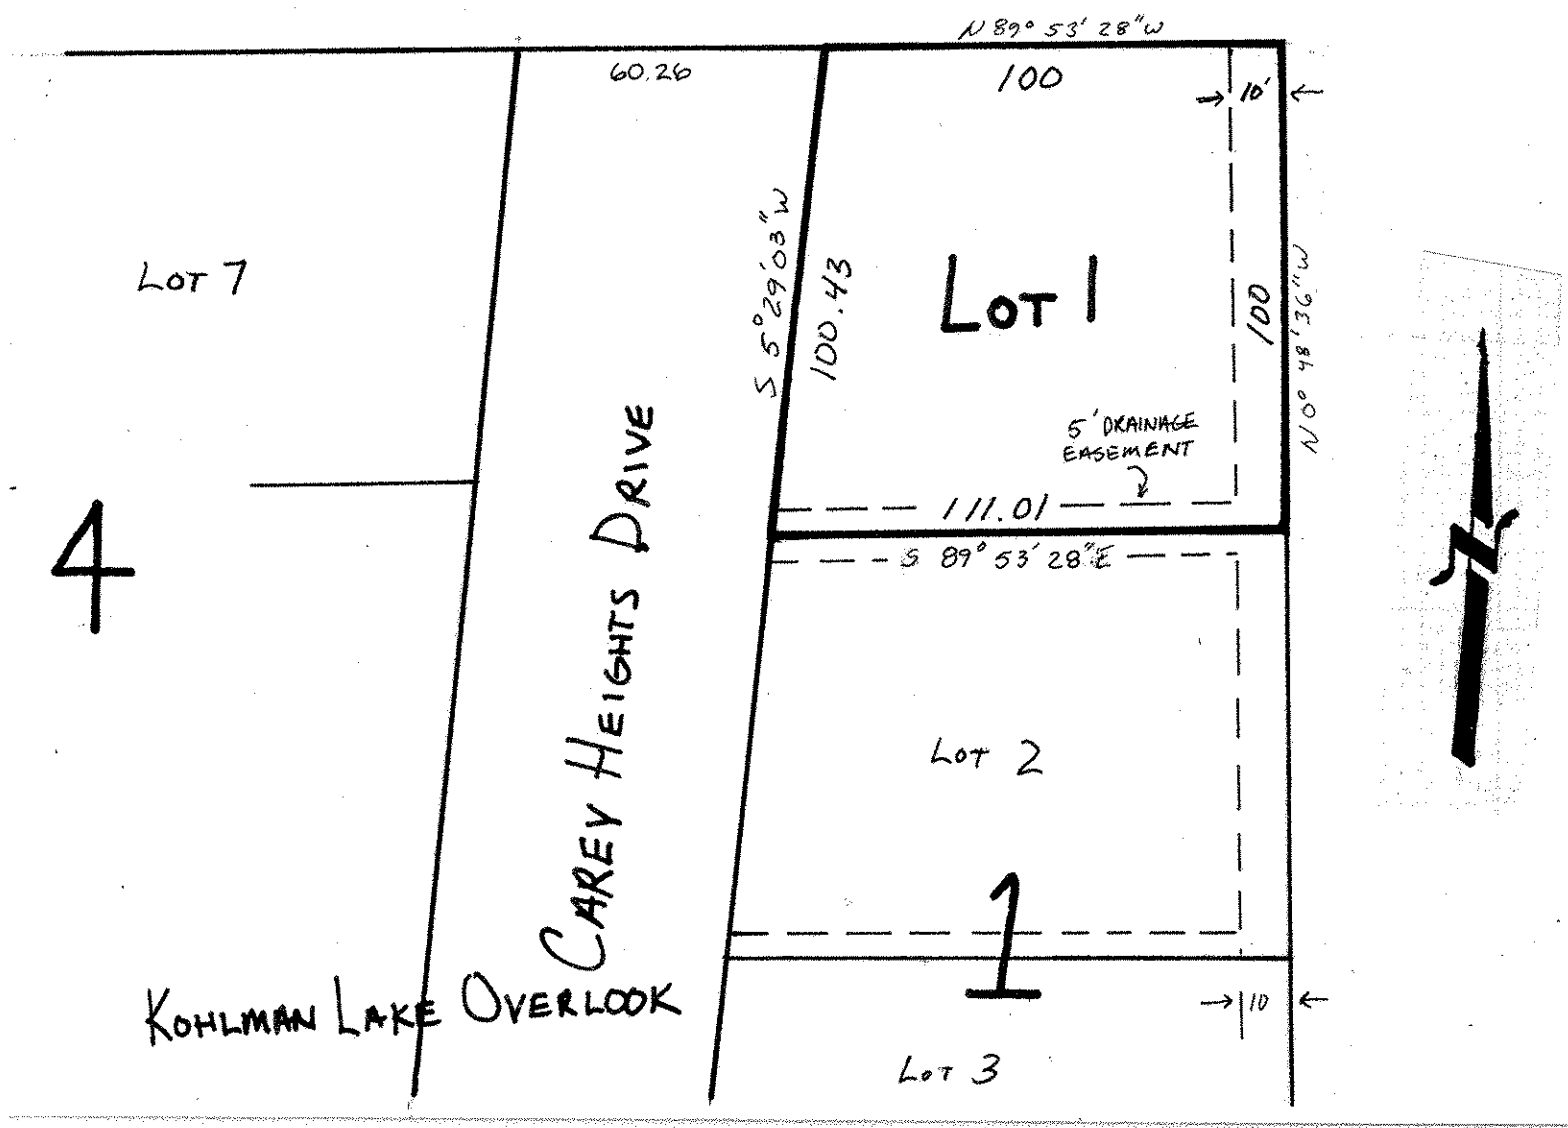 N 89° 53' 28" W
60.26
100
10'
S 5° 29' 03" W
100.43
LOT 1
100
N 0° 48' 36" W
LOT 7
5' DRAINAGE
EASEMENT
111.01
S 89° 53' 28" E
4
CAREY HEIGHTS DRIVE
LOT 2
1
KOHLMAN LAKE OVERLOOK
10
LOT 3
N